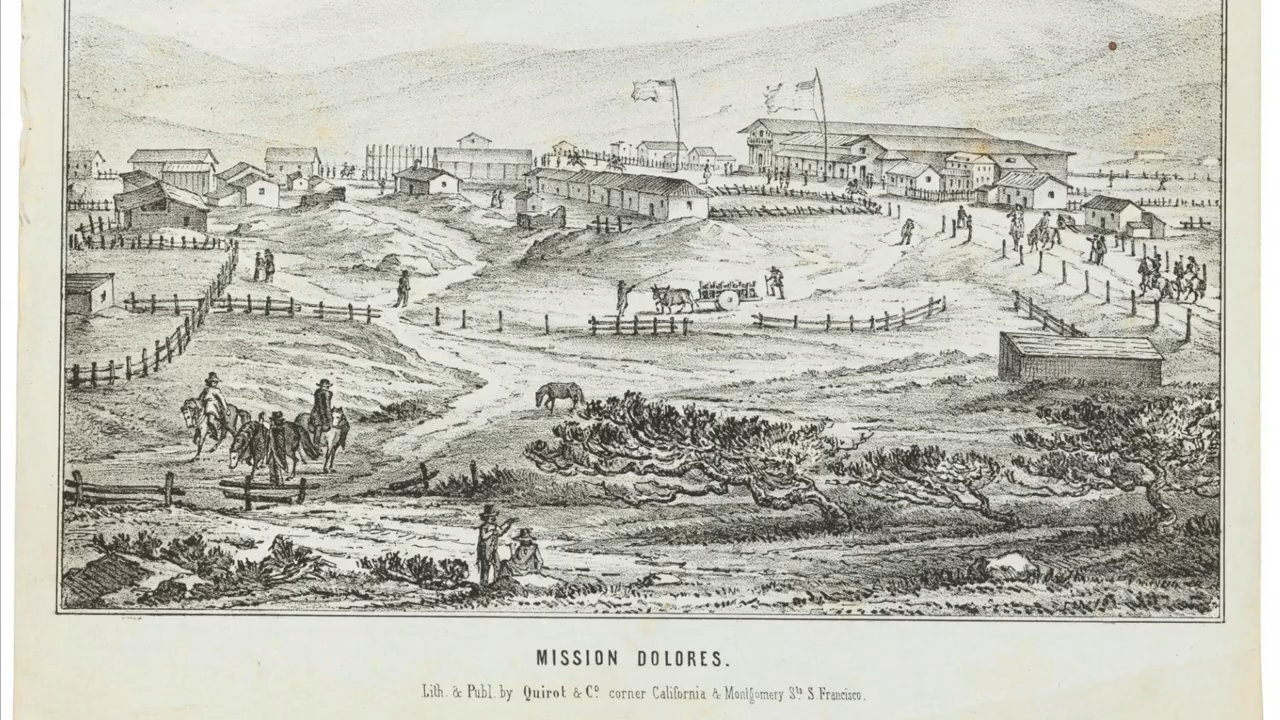 MISSION DOLORES.
Lith. & Publ. by Quirot & Co corner California & Montgomery Sts S. Francisco.